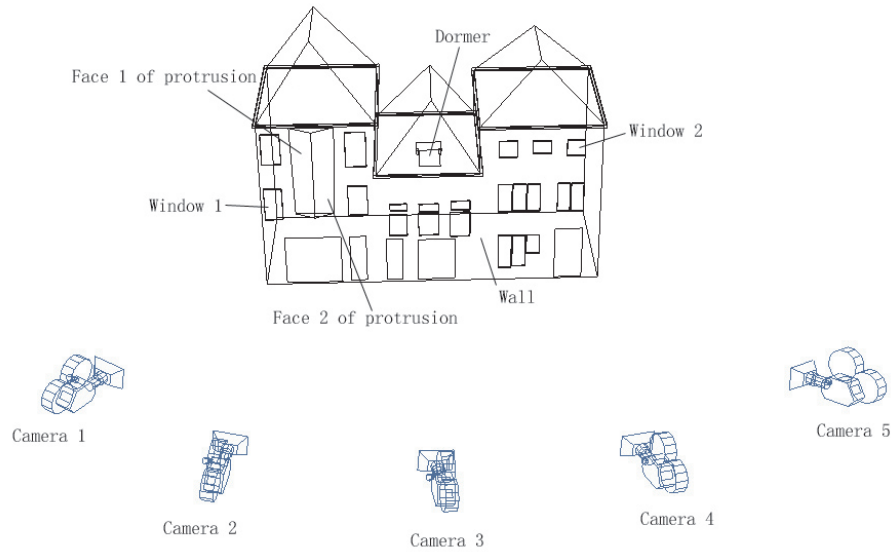 Dormer
Face 1 of protrusion
Window 2
Window 1
Wall
Face 2 of protrusion
Camera 1
Camera 5
Camera 2
Camera 3
Camera 4